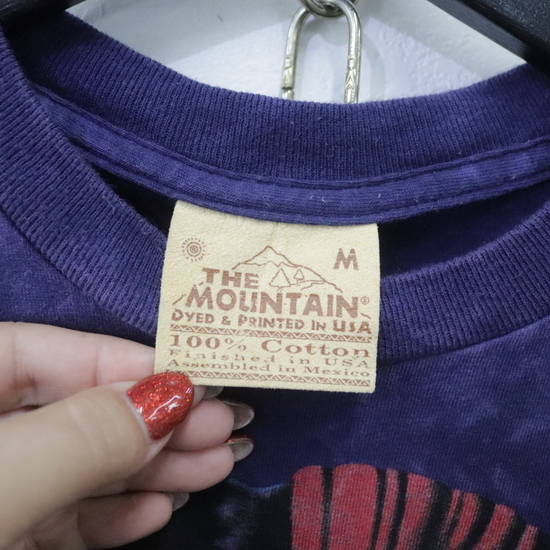 M
THE
MOUNTAIN®
DYED & PRINTED IN USA
100% Cotton
Finished in USA
Assembled in Mexico